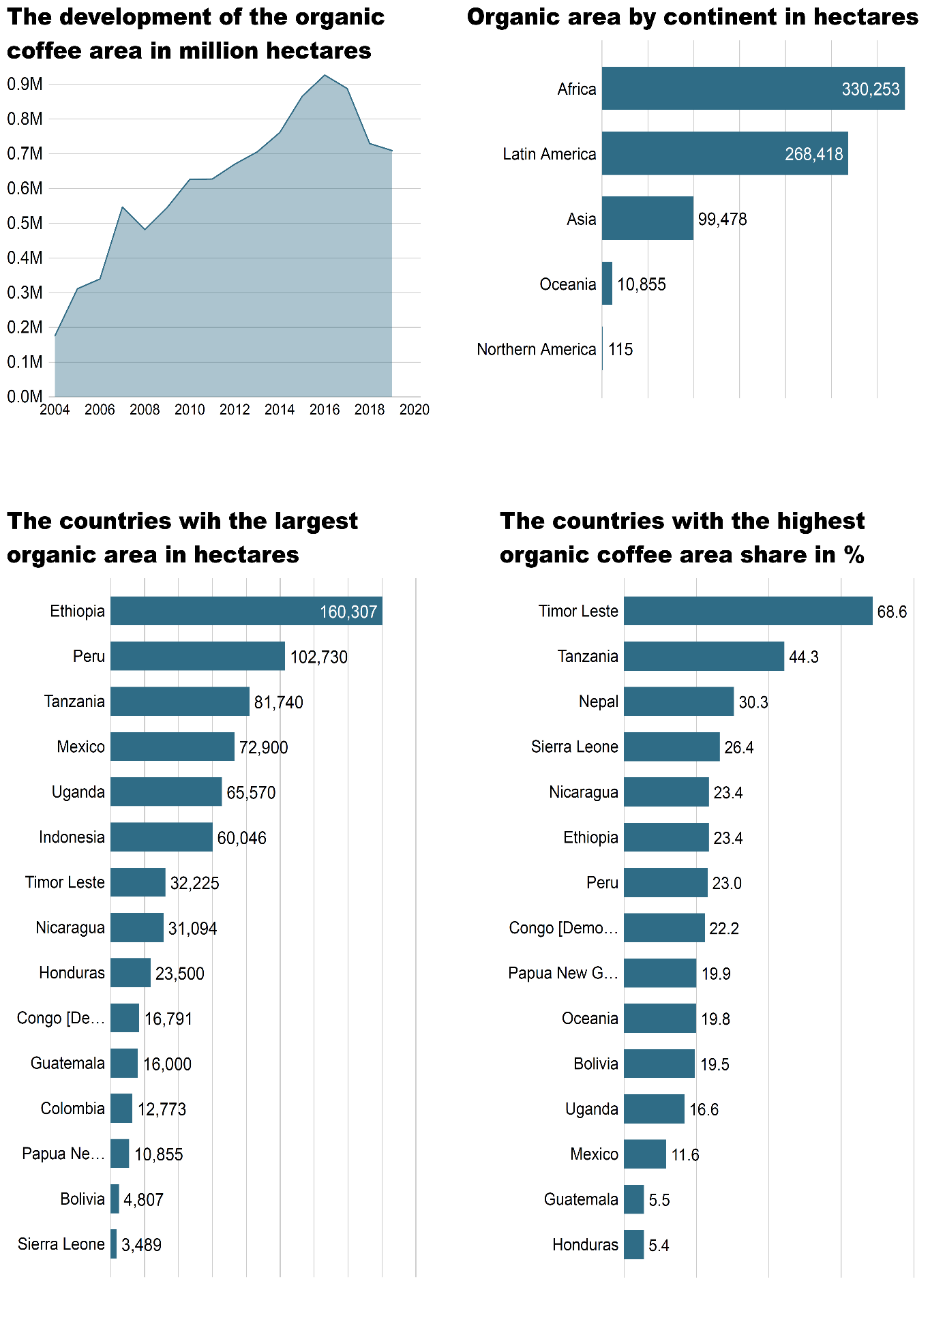 The development of the organic
coffee area in million hectares
0.9M
0.8M
0.7M
0.6M
0.5M
0.4M
0.3M
0.2M
0.1M
0.0M
2004 2006 2008 2010 2012 2014 2016 2018 2020
Organic area by continent in hectares
Africa 330,253
Latin America 268,418
Asia 99,478
Oceania 10,855
Northern America 115
The countries wih the largest
organic area in hectares
Ethiopia 160,307
Peru 102,730
Tanzania 81,740
Mexico 72,900
Uganda 65,570
Indonesia 60,046
Timor Leste 32,225
Nicaragua 31,094
Honduras 23,500
Congo [De... 16,791
Guatemala 16,000
Colombia 12,773
Papua Ne... 10,855
Bolivia 4,807
Sierra Leone 3,489
The countries with the highest
organic coffee area share in %
Timor Leste 68.6
Tanzania 44.3
Nepal 30.3
Sierra Leone 26.4
Nicaragua 23.4
Ethiopia 23.4
Peru 23.0
Congo [Demo... 22.2
Papua New G... 19.9
Oceania 19.8
Bolivia 19.5
Uganda 16.6
Mexico 11.6
Guatemala 5.5
Honduras 5.4